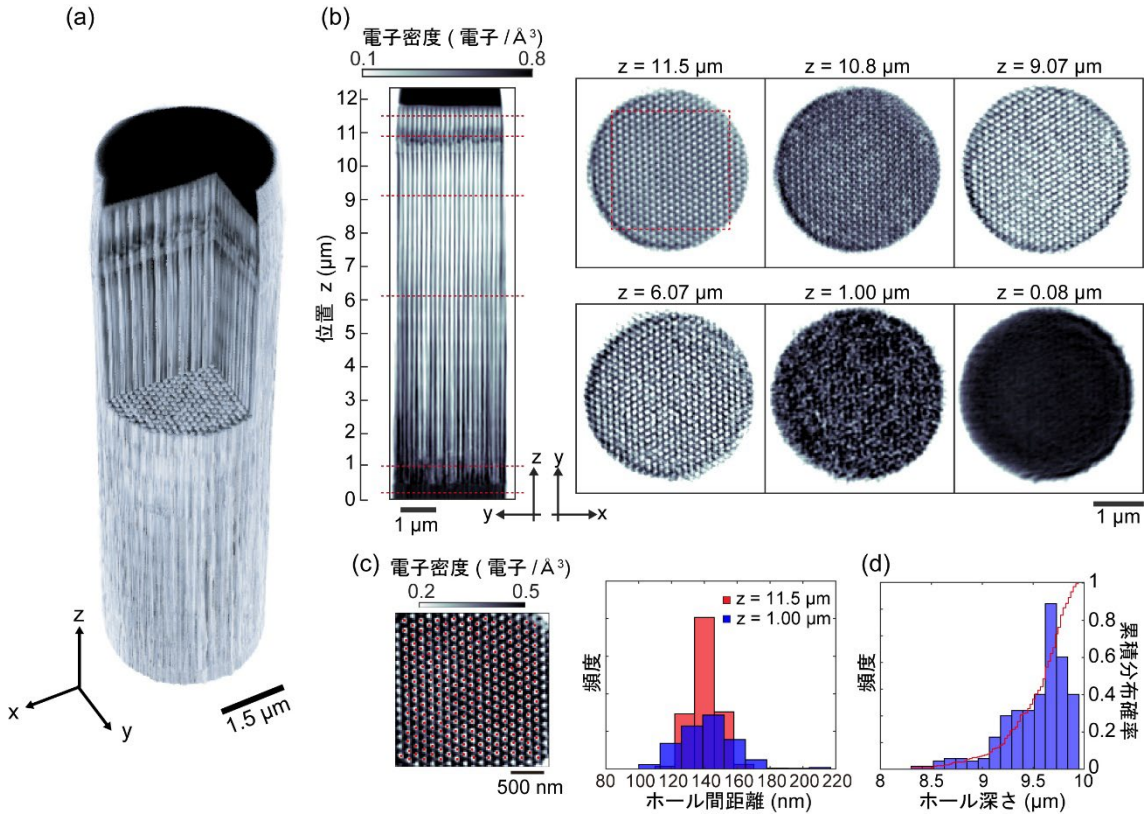 (a)
z
x
y
1.5 µm
(b)
電子密度 ( 電子 /Å³)
0.1
0.8
位置 z (µm)
12
11
10
9
8
7
6
5
4
3
2
1
0
1 µm
z
y
y
x
z = 11.5 µm
10.8 µm
9.07 µm
z = 6.07 µm
z = 1.00 µm
z = 0.08 µm
1 µm
(c)
電子密度 ( 電子 /Å³)
0.2
0.5
500 nm
頻度
z = 11.5 µm
z = 1.00 µm
80
100
120
140
160
180
200
220
ホール間距離 (nm)
(d)
頻度
1
0.8
0.6
0.4
0.2
0
累積分布確率
8
8.5
9
9.5
10
ホール深さ (µm)